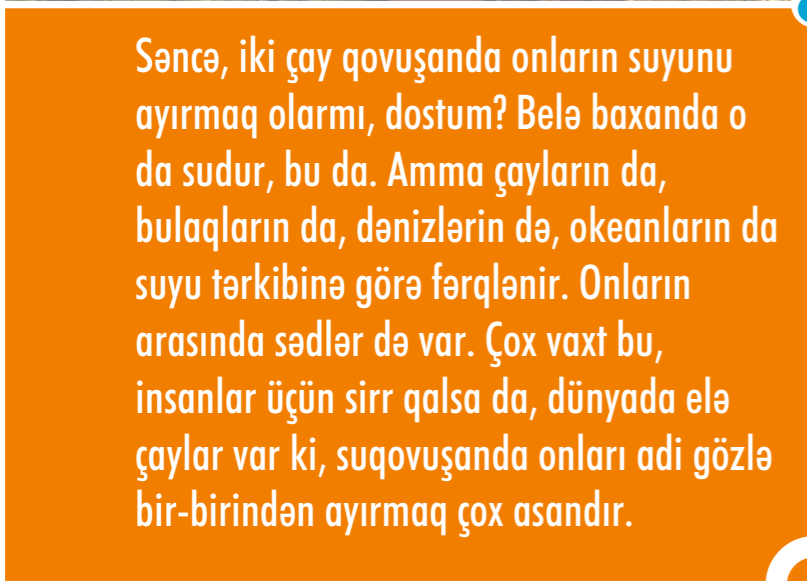 Səncə, iki çay qovuşanda onların suyunu
ayırmaq olarmı, dostum? Belə baxanda o
da sudur, bu da. Amma çayların da,
bulaqların da, dənizlərin də, okeanların da
suyu tərkibinə görə fərqlənir. Onların
arasında sədlər də var. Çox vaxt bu,
insanlar üçün sirr qalsa da, dünyada elə
çaylar var ki, suqovuşanda onları adi gözlə
bir-birindən ayırmaq çox asandır.